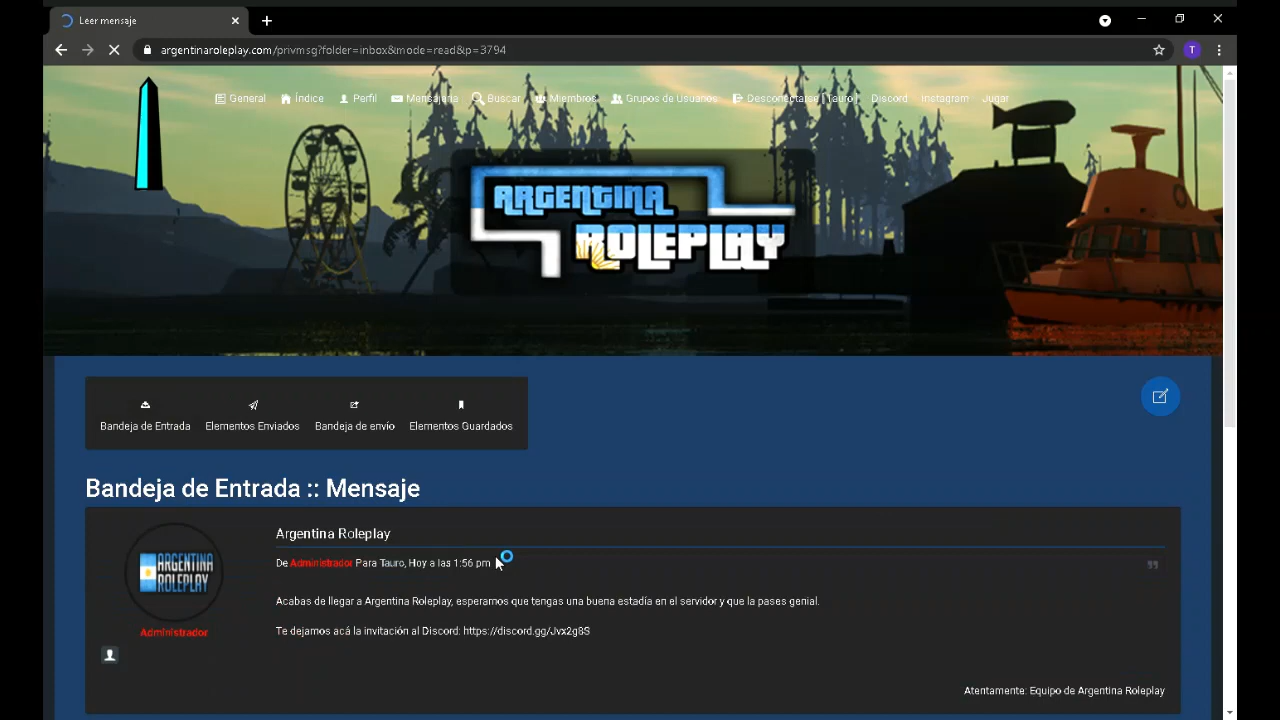 Leer mensaje
argentinaroleplay.com/privmsg?folder=inbox&mode=read&p=3794
T
General Índice Perfil Mensajería Buscar Miembros Grupos de Usuarios Desconectarse [ Tauro ] Discord Instagram Jugar
ARGENTINA
ROLEPLAY
Bandeja de Entrada Elementos Enviados Bandeja de envío Elementos Guardados
Bandeja de Entrada :: Mensaje
ARGENTINA
ROLEPLAY
Administrador
Argentina Roleplay
De Administrador Para Tauro, Hoy a las 1:56 pm
Acabas de llegar a Argentina Roleplay, esperamos que tengas una buena estadía en el servidor y que la pases genial.
Te dejamos acá la invitación al Discord: https://discord.gg/Jvx2g8S
Atentamente: Equipo de Argentina Roleplay